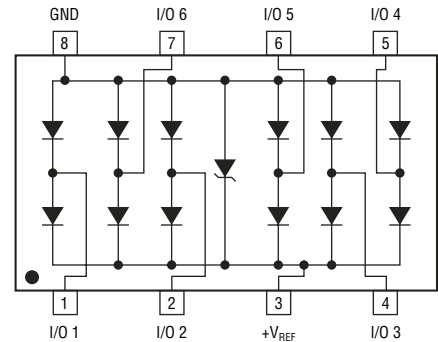 GND I/O 6 I/O 5 I/O 4
8 7 6 5
1 2 3 4
I/O 1 I/O 2 +VREF I/O 3